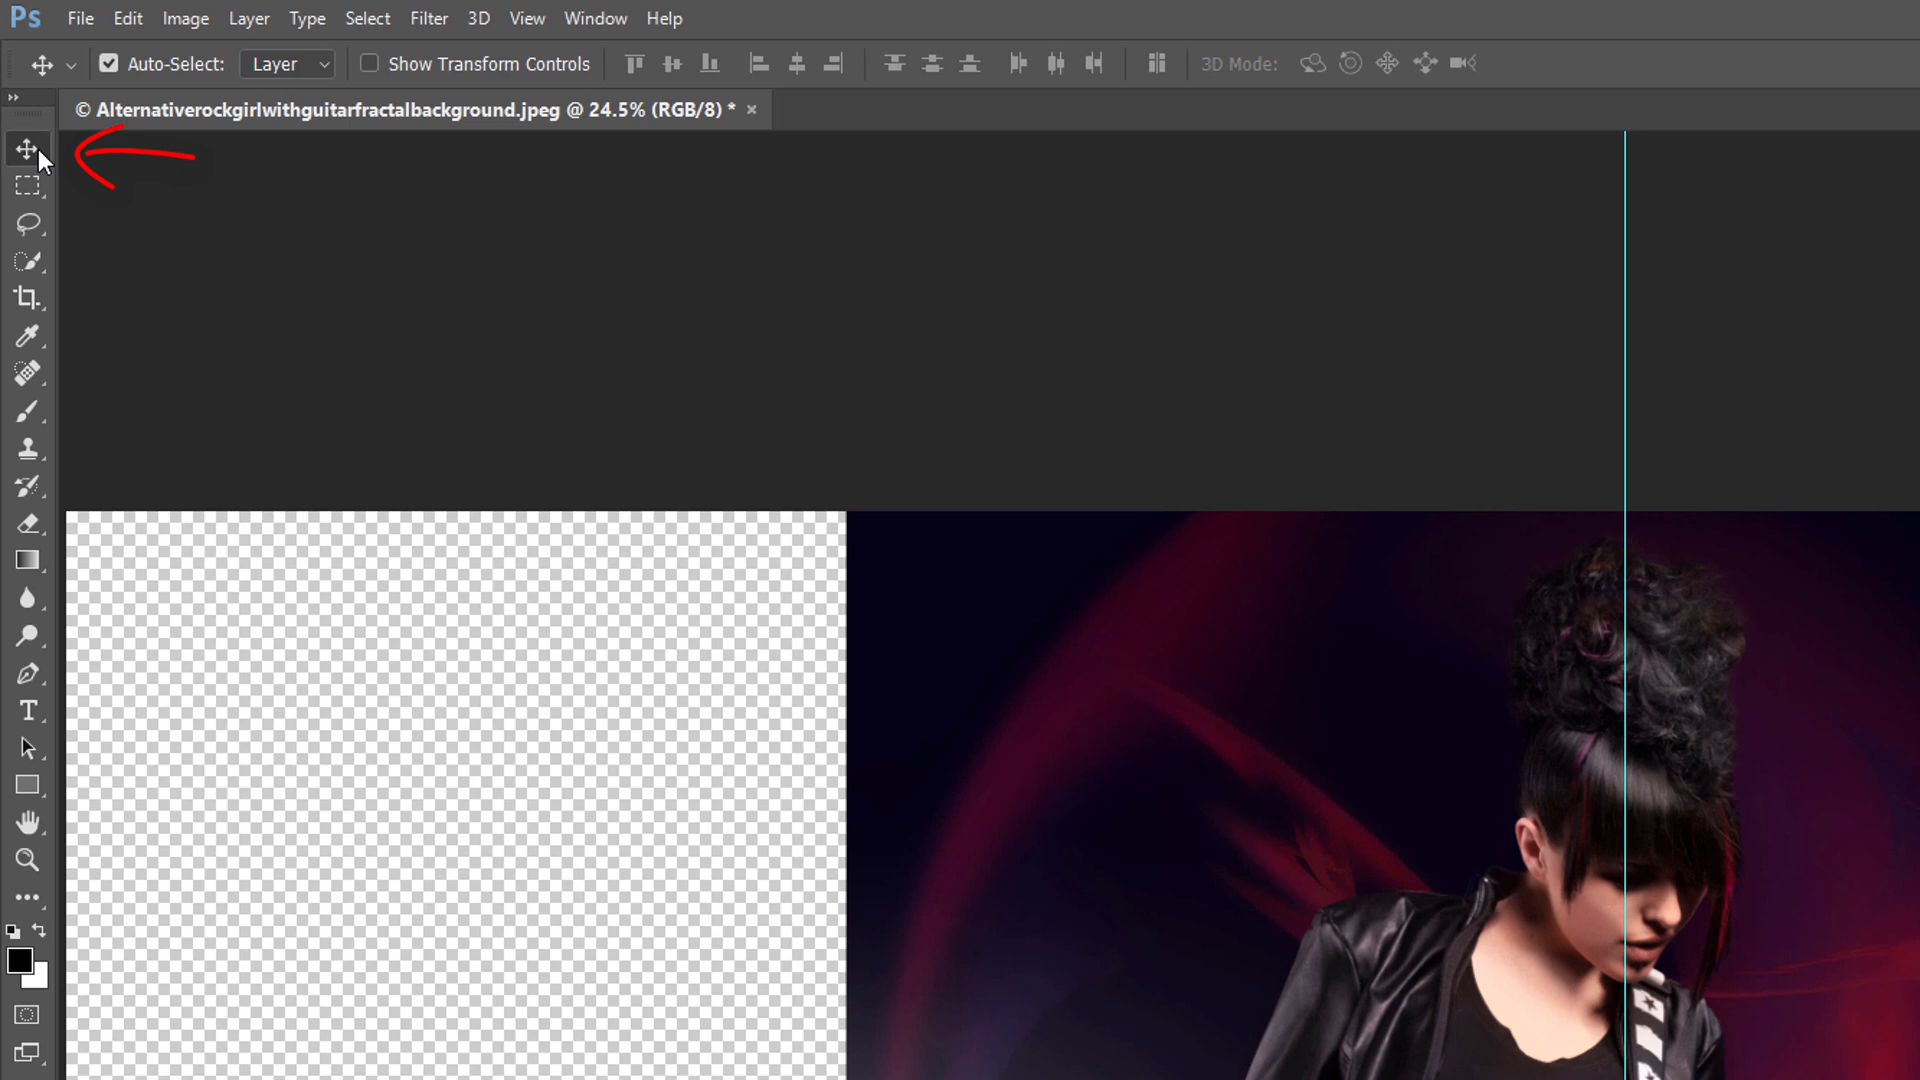 Ps File Edit Image Layer Type Select Filter 3D View Window Help
Auto-Select: Layer Show Transform Controls 3D Mode:
© Alternativerockgirlwithguitarfractalbackground.jpeg @ 24.5% (RGB/8) * ×
T